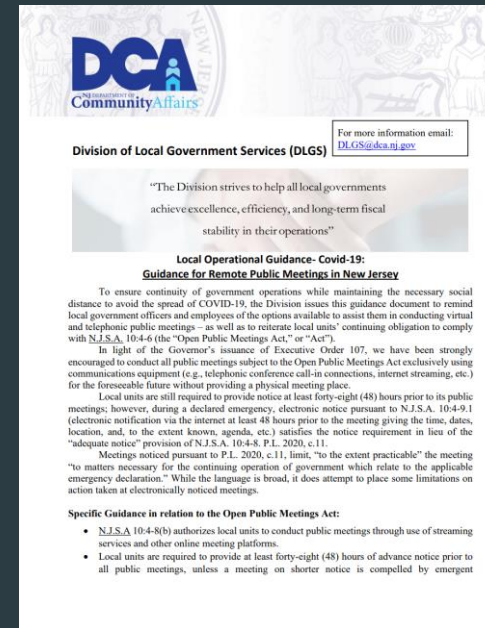 NEW JERSEY
DCA
NJ DEPARTMENT OF
Community Affairs
For more information email:
DLGS@dca.nj.gov
Division of Local Government Services (DLGS)
“The Division strives to help all local governments
achieve excellence, efficiency, and long-term fiscal
stability in their operations”
Local Operational Guidance- Covid-19:
Guidance for Remote Public Meetings in New Jersey
To ensure continuity of government operations while maintaining the necessary social
distance to avoid the spread of COVID-19, the Division issues this guidance document to remind
local government officers and employees of the options available to assist them in conducting virtual
and telephonic public meetings – as well as to reiterate local units’ continuing obligation to comply
with N.J.S.A. 10:4-6 (the “Open Public Meetings Act,” or “Act”).
In light of the Governor’s issuance of Executive Order 107, we have been strongly
encouraged to conduct all public meetings subject to the Open Public Meetings Act exclusively using
communications equipment (e.g., telephonic conference call-in connections, internet streaming, etc.)
for the foreseeable future without providing a physical meeting place.
Local units are still required to provide notice at least forty-eight (48) hours prior to its public
meetings; however, during a declared emergency, electronic notice pursuant to N.J.S.A. 10:4-9.1
(electronic notification via the internet at least 48 hours prior to the meeting giving the time, dates,
location, and, to the extent known, agenda, etc.) satisfies the notice requirement in lieu of the
“adequate notice” provision of N.J.S.A. 10:4-8. P.L. 2020, c.11.
Meetings noticed pursuant to P.L. 2020, c.11, limit, “to the extent practicable” the meeting
“to matters necessary for the continuing operation of government which relate to the applicable
emergency declaration.” While the language is broad, it does attempt to place some limitations on
action taken at electronically noticed meetings.
Specific Guidance in relation to the Open Public Meetings Act:
• N.J.S.A 10:4-8(b) authorizes local units to conduct public meetings through use of streaming
services and other online meeting platforms.
• Local units are required to provide at least forty-eight (48) hours of advance notice prior to
all public meetings, unless a meeting on shorter notice is compelled by emergent